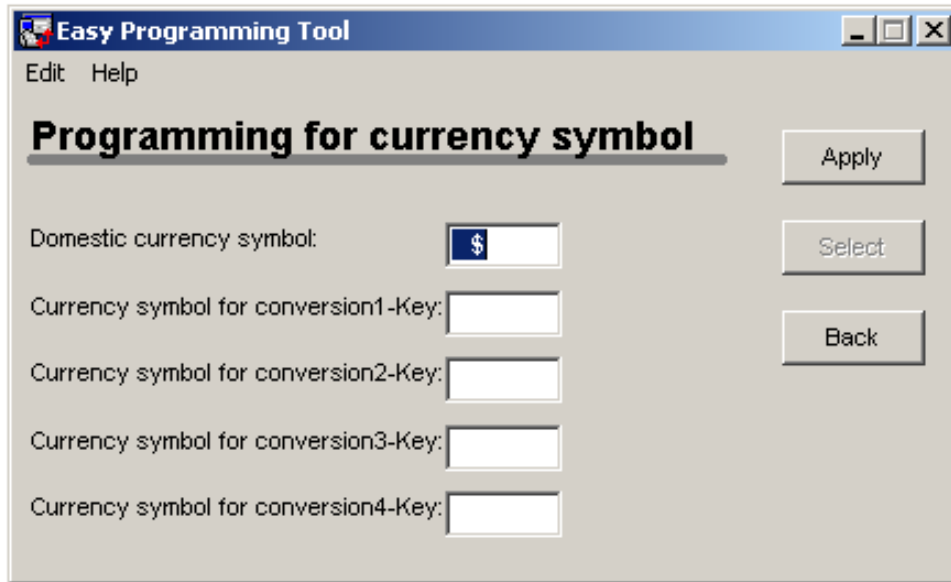 Easy Programming Tool
Edit Help
Programming for currency symbol
Apply
Domestic currency symbol: $
Select
Currency symbol for conversion1-Key:
Back
Currency symbol for conversion2-Key:
Currency symbol for conversion3-Key:
Currency symbol for conversion4-Key: